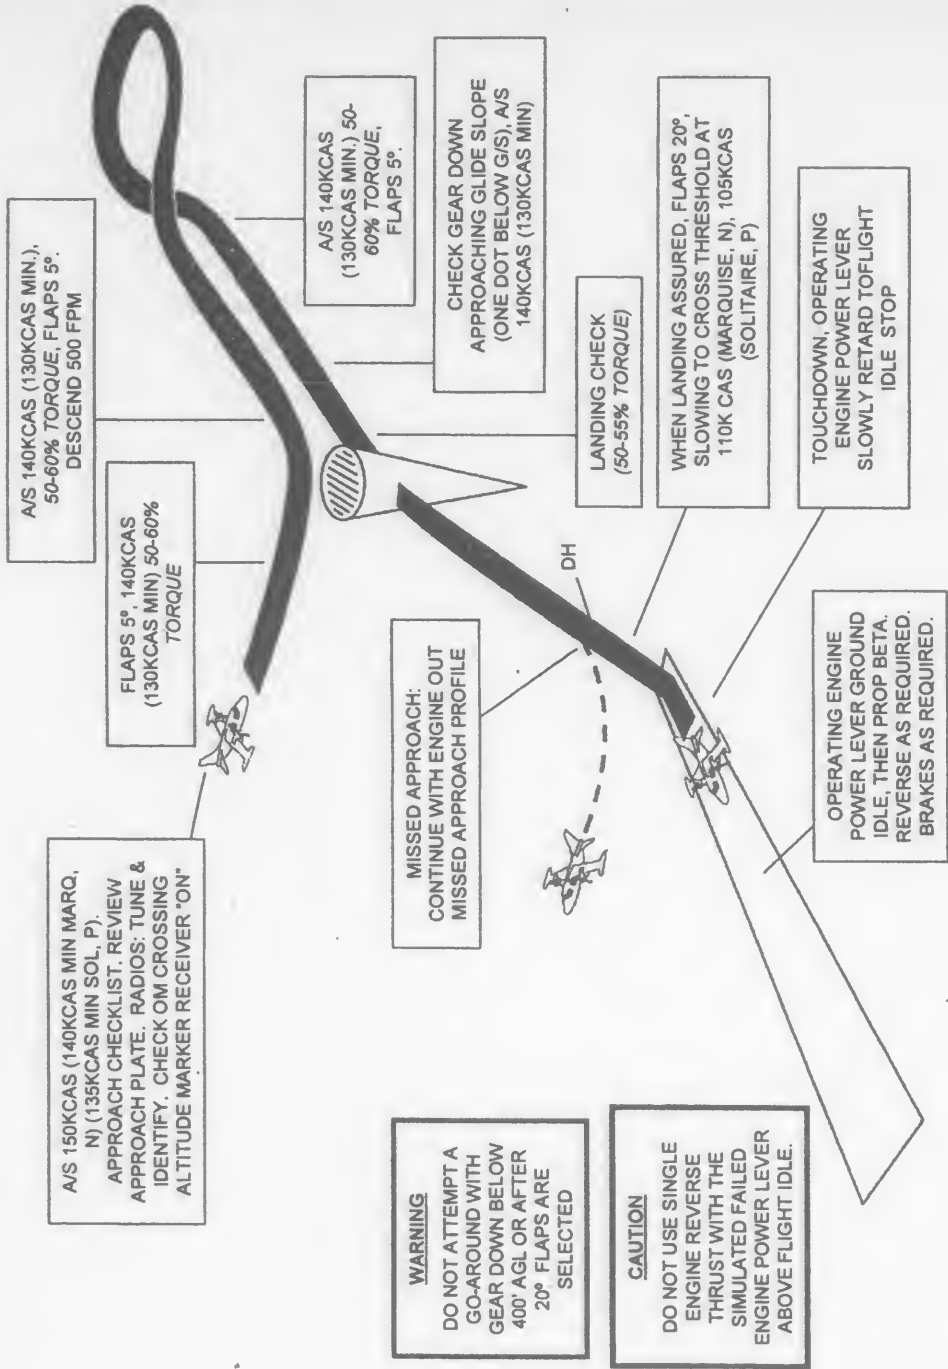 A/S 150KCAS (140KCAS MIN MARQ,
N) (135KCAS MIN SOL, P).
APPROACH CHECKLIST. REVIEW
APPROACH PLATE. RADIOS: TUNE &
IDENTIFY. CHECK OM CROSSING
ALTITUDE MARKER RECEIVER "ON"
FLAPS 5º, 140KCAS
(130KCAS MIN) 50-60%
TORQUE
A/S 140KCAS (130KCAS MIN.),
50-60% TORQUE, FLAPS 5º.
DESCEND 500 FPM
A/S 140KCAS
(130KCAS MIN.) 50-
60% TORQUE,
FLAPS 5º.
CHECK GEAR DOWN
APPROACHING GLIDE SLOPE
(ONE DOT BELOW G/S), A/S
140KCAS (130KCAS MIN)
LANDING CHECK
(50-55% TORQUE)
MISSED APPROACH:
CONTINUE WITH ENGINE OUT
MISSED APPROACH PROFILE
DH
WHEN LANDING ASSURED, FLAPS 20º,
SLOWING TO CROSS THRESHOLD AT
110K CAS (MARQUISE, N), 105KCAS
(SOLITAIRE, P)
TOUCHDOWN, OPERATING
ENGINE POWER LEVER
SLOWLY RETARD TOFLIGHT
IDLE STOP
OPERATING ENGINE
POWER LEVER GROUND
IDLE, THEN PROP BETA.
REVERSE AS REQUIRED.
BRAKES AS REQUIRED.
WARNING
DO NOT ATTEMPT A
GO-AROUND WITH
GEAR DOWN BELOW
400' AGL OR AFTER
20º FLAPS ARE
SELECTED
CAUTION
DO NOT USE SINGLE
ENGINE REVERSE
THRUST WITH THE
SIMULATED FAILED
ENGINE POWER LEVER
ABOVE FLIGHT IDLE.